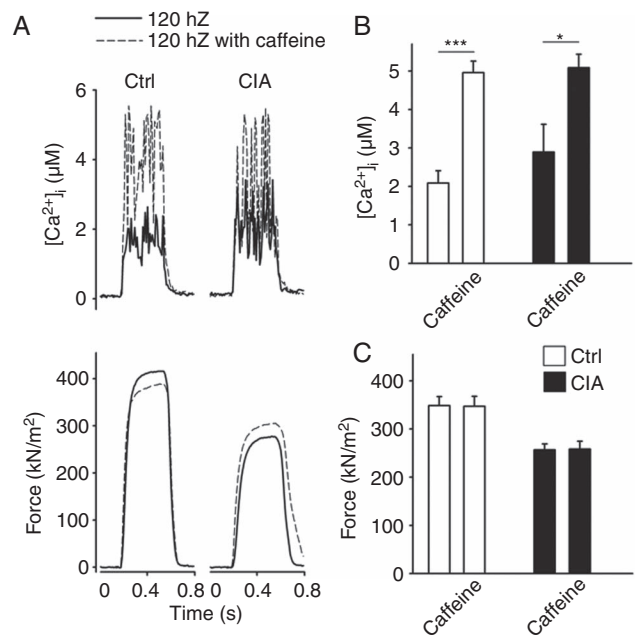 A
120 hZ
120 hZ with caffeine
Ctrl
CIA
6
4
2
0
[Ca²⁺]ᵢ (µM)
400
300
200
100
0
Force (kN/m²)
0 0.4 0.8 0 0.4 0.8
Time (s)
B
***
*
5
4
3
2
1
0
[Ca²⁺]ᵢ (µM)
Caffeine
Caffeine
C
Ctrl
CIA
400
300
200
100
0
Force (kN/m²)
Caffeine
Caffeine